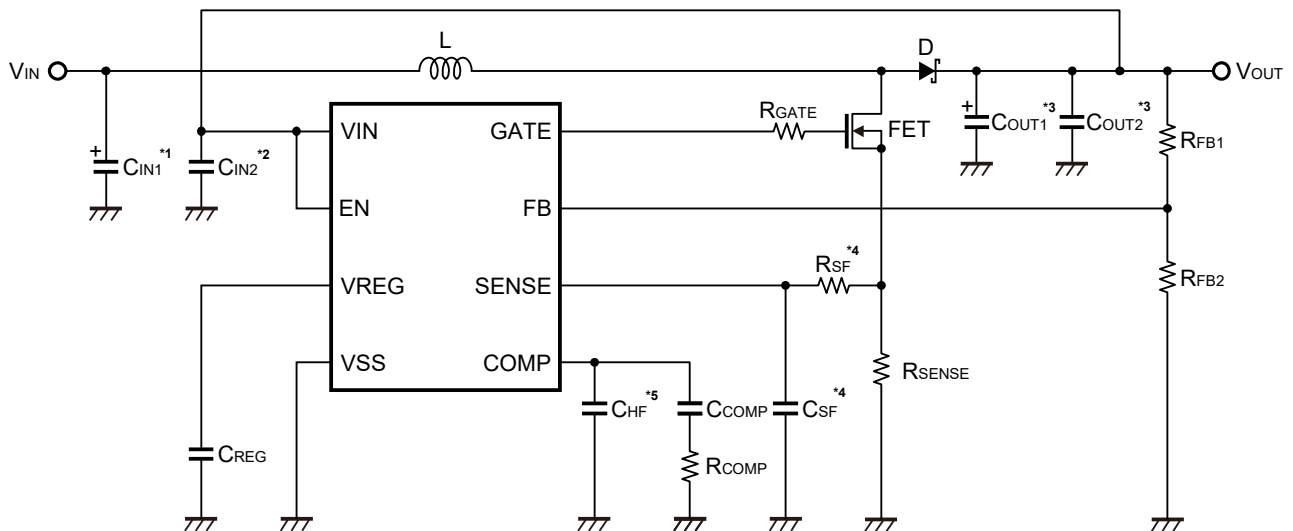 L
D
VIN
VOUT
RGATE
FET
COUT1*3
COUT2*3
RFB1
CIN1*1
CIN2*2
VIN
GATE
EN
FB
RSF*4
RFB2
VREG
SENSE
VSS
COMP
RSENSE
CHF*5
CCOMP
CSF*4
CREG
RCOMP
+
+